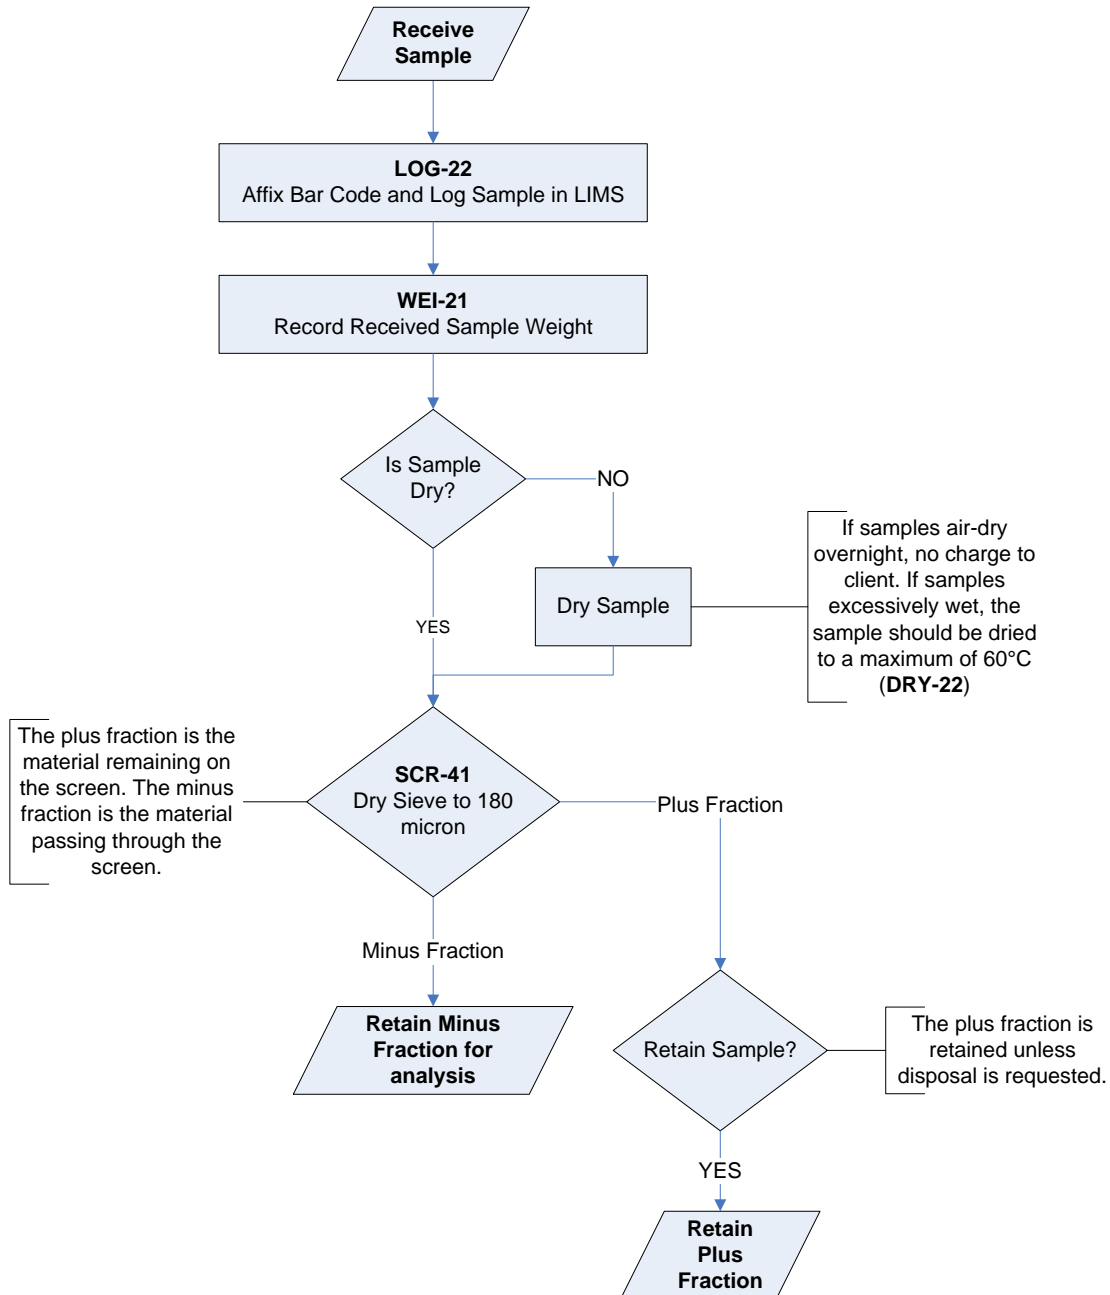 Receive
Sample
LOG-22
Affix Bar Code and Log Sample in LIMS
WEI-21
Record Received Sample Weight
Is Sample
Dry?
NO
Dry Sample
If samples air-dry
overnight, no charge to
client. If samples
excessively wet, the
sample should be dried
to a maximum of 60°C
(DRY-22)
YES
The plus fraction is the
material remaining on
the screen. The minus
fraction is the material
passing through the
screen.
SCR-41
Dry Sieve to 180
micron
Plus Fraction
Minus Fraction
Retain Minus
Fraction for
analysis
Retain Sample?
The plus fraction is
retained unless
disposal is requested.
YES
Retain
Plus
Fraction